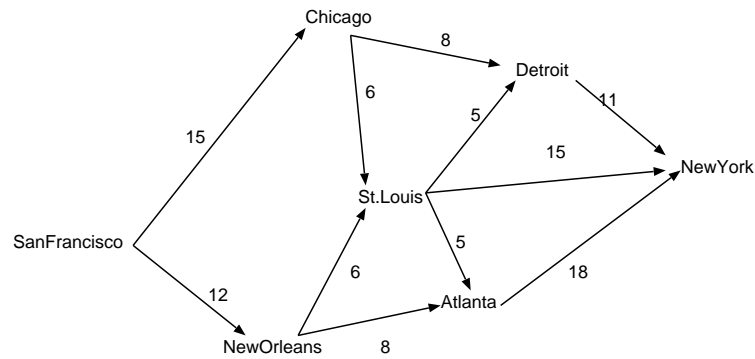 Chicago
8
Detroit
6
11
5
15
15
NewYork
St.Louis
SanFrancisco
5
6
18
12
Atlanta
NewOrleans
8